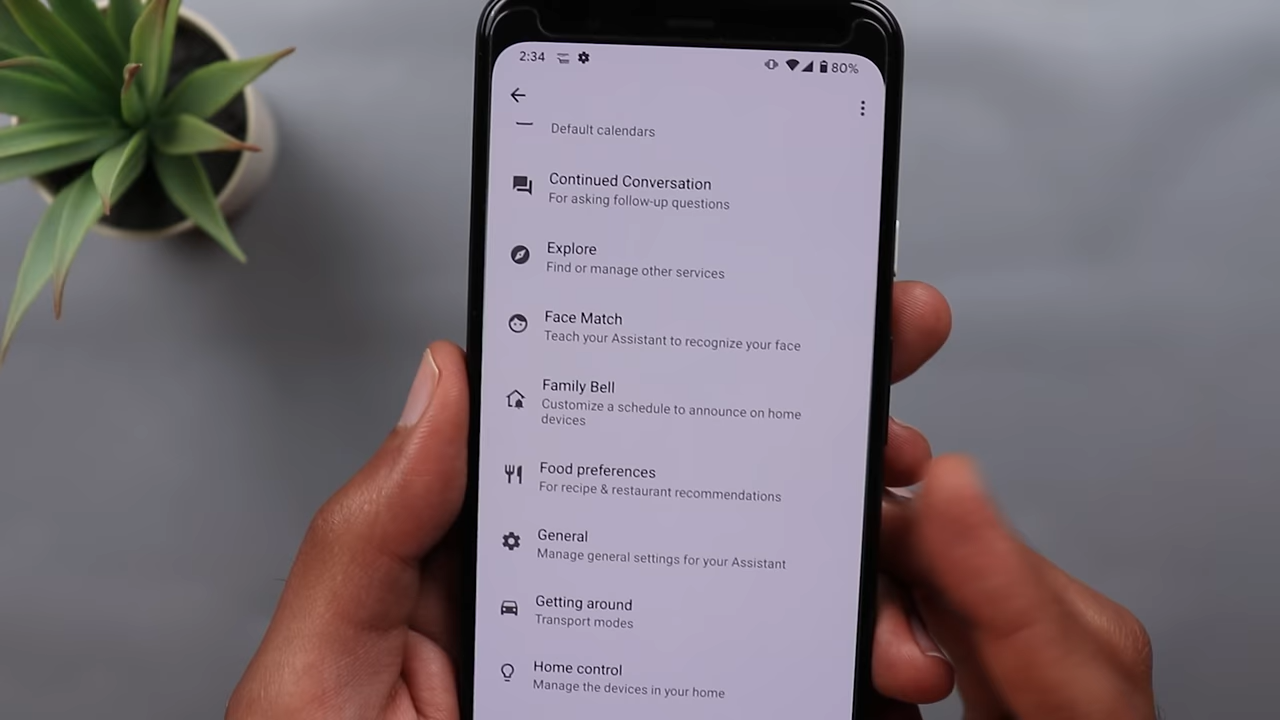 2:34
80%
Default calendars
Continued Conversation
For asking follow-up questions
Explore
Find or manage other services
Face Match
Teach your Assistant to recognize your face
Family Bell
Customize a schedule to announce on home
devices
Food preferences
For recipe & restaurant recommendations
General
Manage general settings for your Assistant
Getting around
Transport modes
Home control
Manage the devices in your home